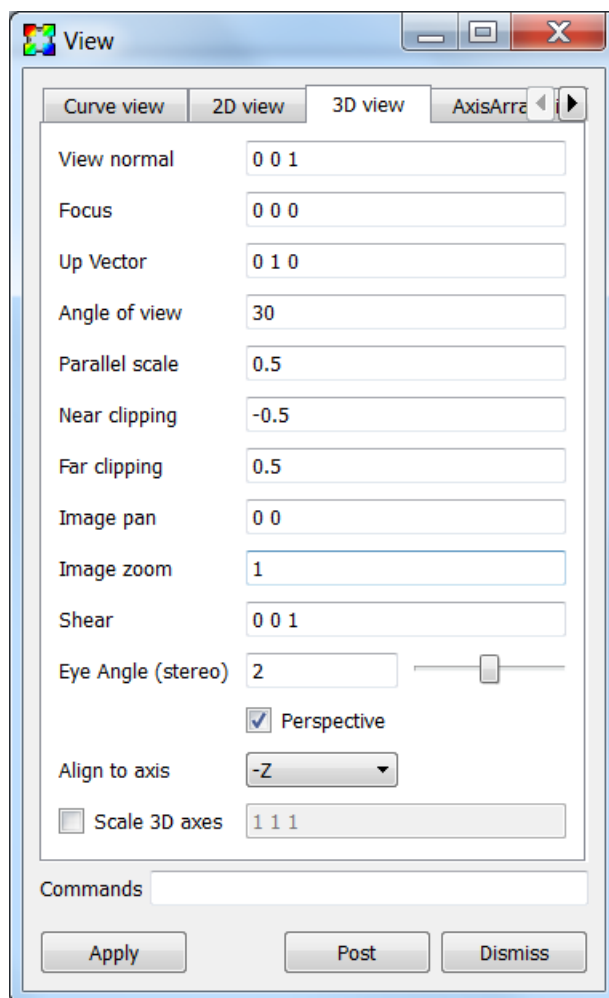 View
Curve view 2D view 3D view AxisArra
View normal 0 0 1
Focus 0 0 0
Up Vector 0 1 0
Angle of view 30
Parallel scale 0.5
Near clipping -0.5
Far clipping 0.5
Image pan 0 0
Image zoom 1
Shear 0 0 1
Eye Angle (stereo) 2
Perspective
Align to axis -Z
Scale 3D axes 1 1 1
Commands
Apply Post Dismiss